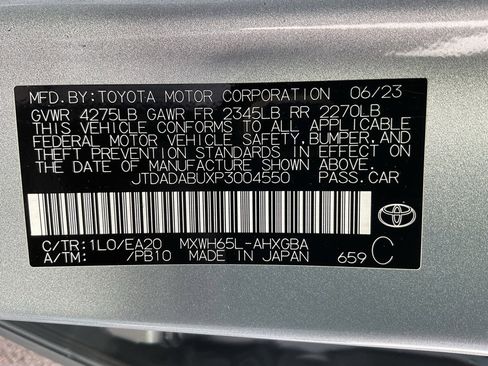 MFD.BY:TOYOTA MOTOR CORPORATION 06/23
GVWR 4275LB GAWR FR 2345LB RR 2270LB
THIS VEHICLE CONFORMS TO ALL APPLICABLE
FEDERAL MOTOR VEHICLE SAFETY,BUMPER,AND
THEFT PREVENTION STANDARDS IN EFFECT ON
THE DATE OF MANUFACTURE SHOWN ABOVE.
JTDADABUXP3004550 PASS.CAR
C/TR:1L0/EA20 MXWH65L-AHXGBA
A/TM: /PB10 MADE IN JAPAN 659 C
TOYOTA